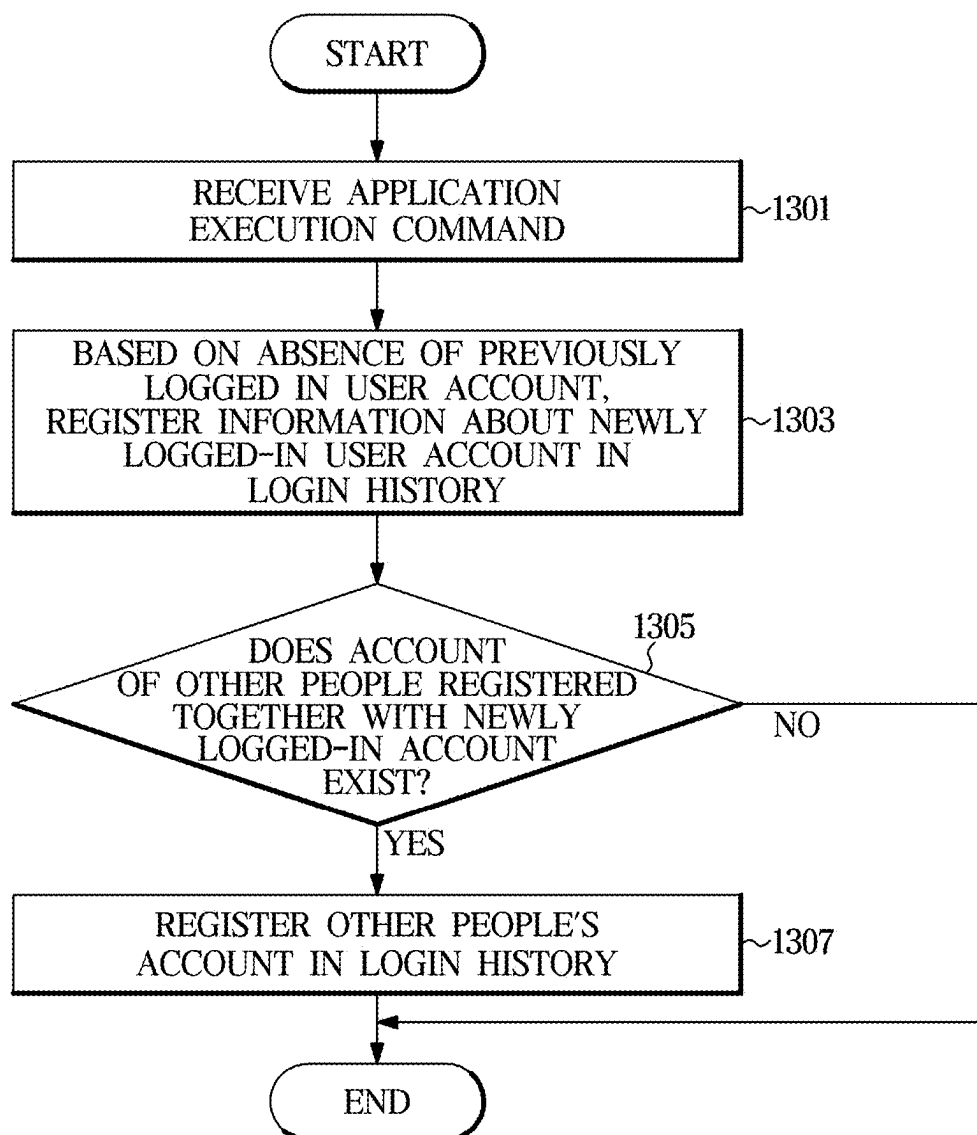 START
RECEIVE APPLICATION
EXECUTION COMMAND
1301
BASED ON ABSENCE OF PREVIOUSLY
LOGGED IN USER ACCOUNT,
REGISTER INFORMATION ABOUT NEWLY
LOGGED-IN USER ACCOUNT IN
LOGIN HISTORY
1303
1305
DOES ACCOUNT
OF OTHER PEOPLE REGISTERED
TOGETHER WITH NEWLY
LOGGED-IN ACCOUNT
EXIST?
NO
YES
REGISTER OTHER PEOPLE'S
ACCOUNT IN LOGIN HISTORY
1307
END